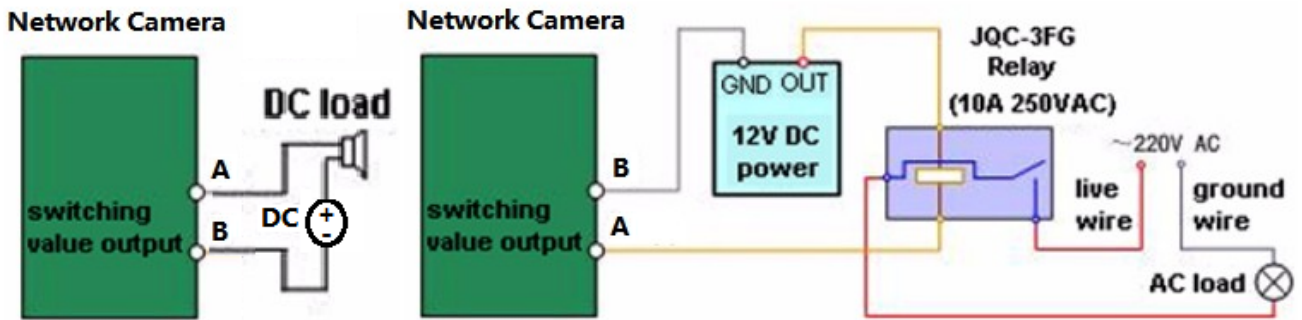 Network Camera
DC load
A
DC
+
-
B
switching
value output
Network Camera
GND OUT
12V DC
power
JQC-3FG
Relay
(10A 250VAC)
~220V AC
live
wire
ground
wire
AC load
B
A
switching
value output